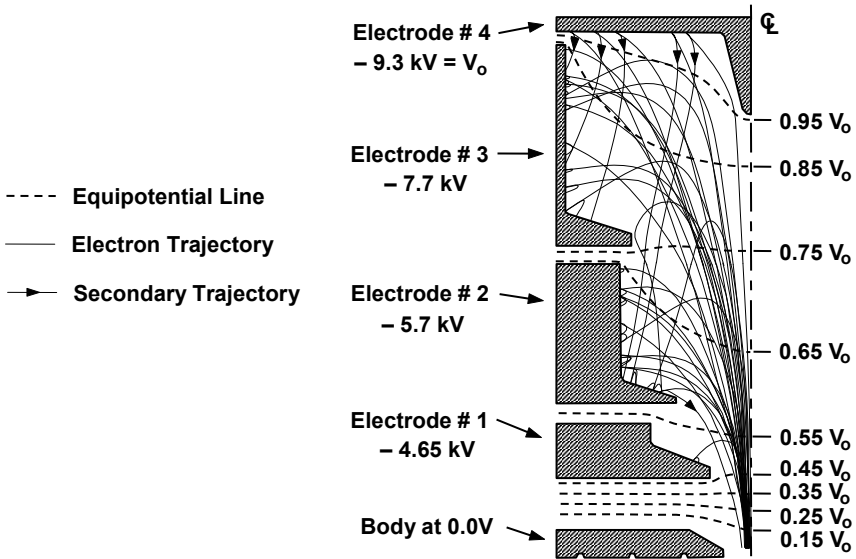 Electrode # 4
– 9.3 kV = Vo
Electrode # 3
– 7.7 kV
Equipotential Line
Electron Trajectory
Secondary Trajectory
Electrode # 2
– 5.7 kV
Electrode # 1
– 4.65 kV
Body at 0.0V
℄
0.95 Vo
0.85 Vo
0.75 Vo
0.65 Vo
0.55 Vo
0.45 Vo
0.35 Vo
0.25 Vo
0.15 Vo